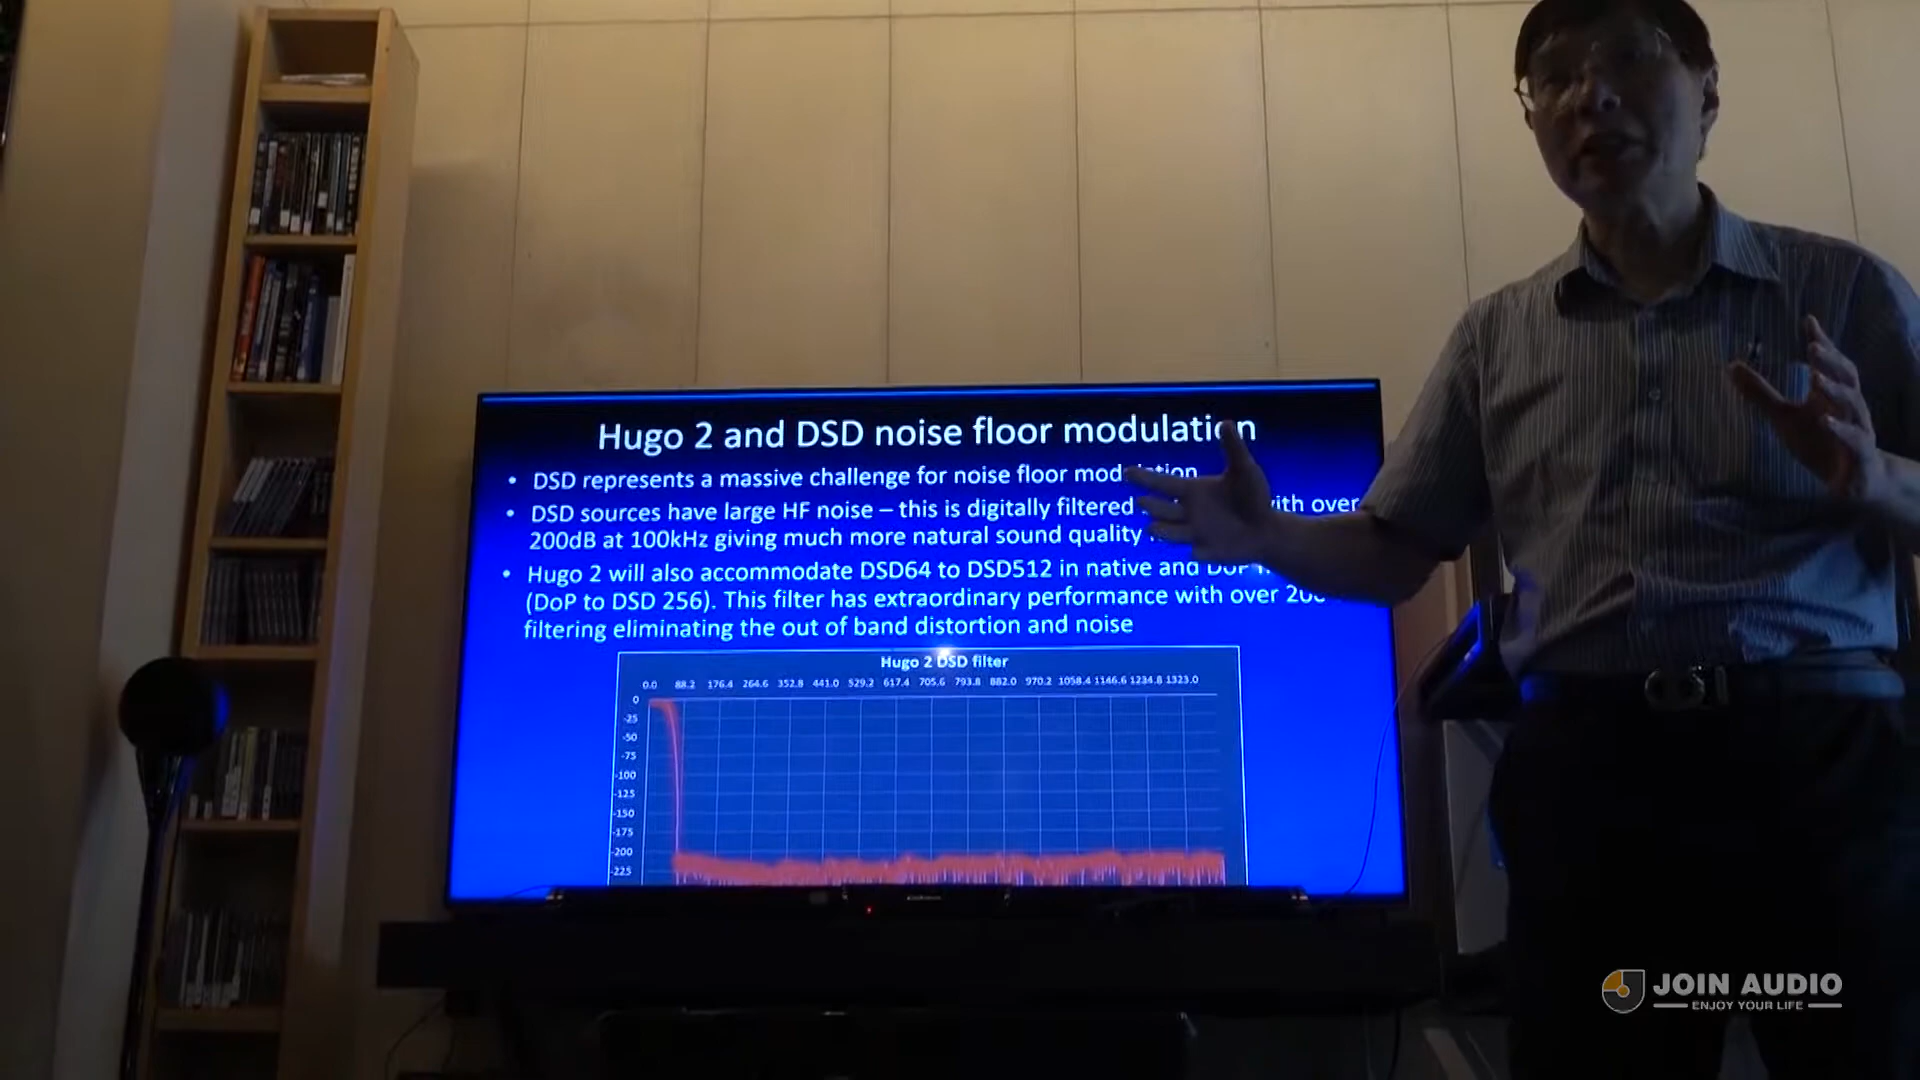 Hugo 2 and DSD noise floor modulation
• DSD represents a massive challenge for noise floor modulation
• DSD sources have large HF noise – this is digitally filtered with over
200dB at 100kHz giving much more natural sound quality
• Hugo 2 will also accommodate DSD64 to DSD512 in native and DoP
(DoP to DSD 256). This filter has extraordinary performance with over
filtering eliminating the out of band distortion and noise
Hugo 2 DSD filter
0.0 88.2 176.4 264.6 352.8 441.0 529.2 617.4 705.6 793.8 882.0 970.2 1058.4 1146.6 1234.8 1323.0
0
-25
-50
-75
-100
-125
-150
-175
-200
-225
JOIN AUDIO
ENJOY YOUR LIFE